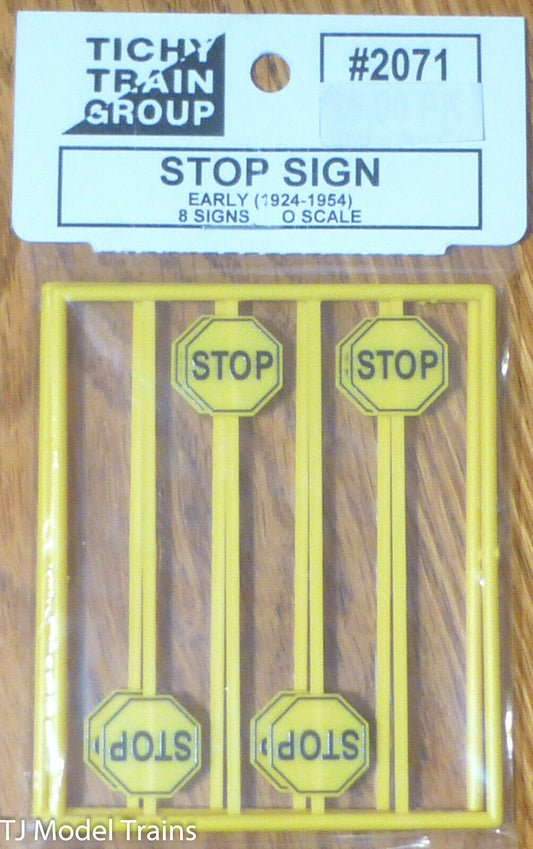 TICHY
TRAIN
GROUP
#2071
STOP SIGN
EARLY (1924-1954)
8 SIGNS O SCALE
STOP
STOP
STOP
STOP
TJ Model Trains